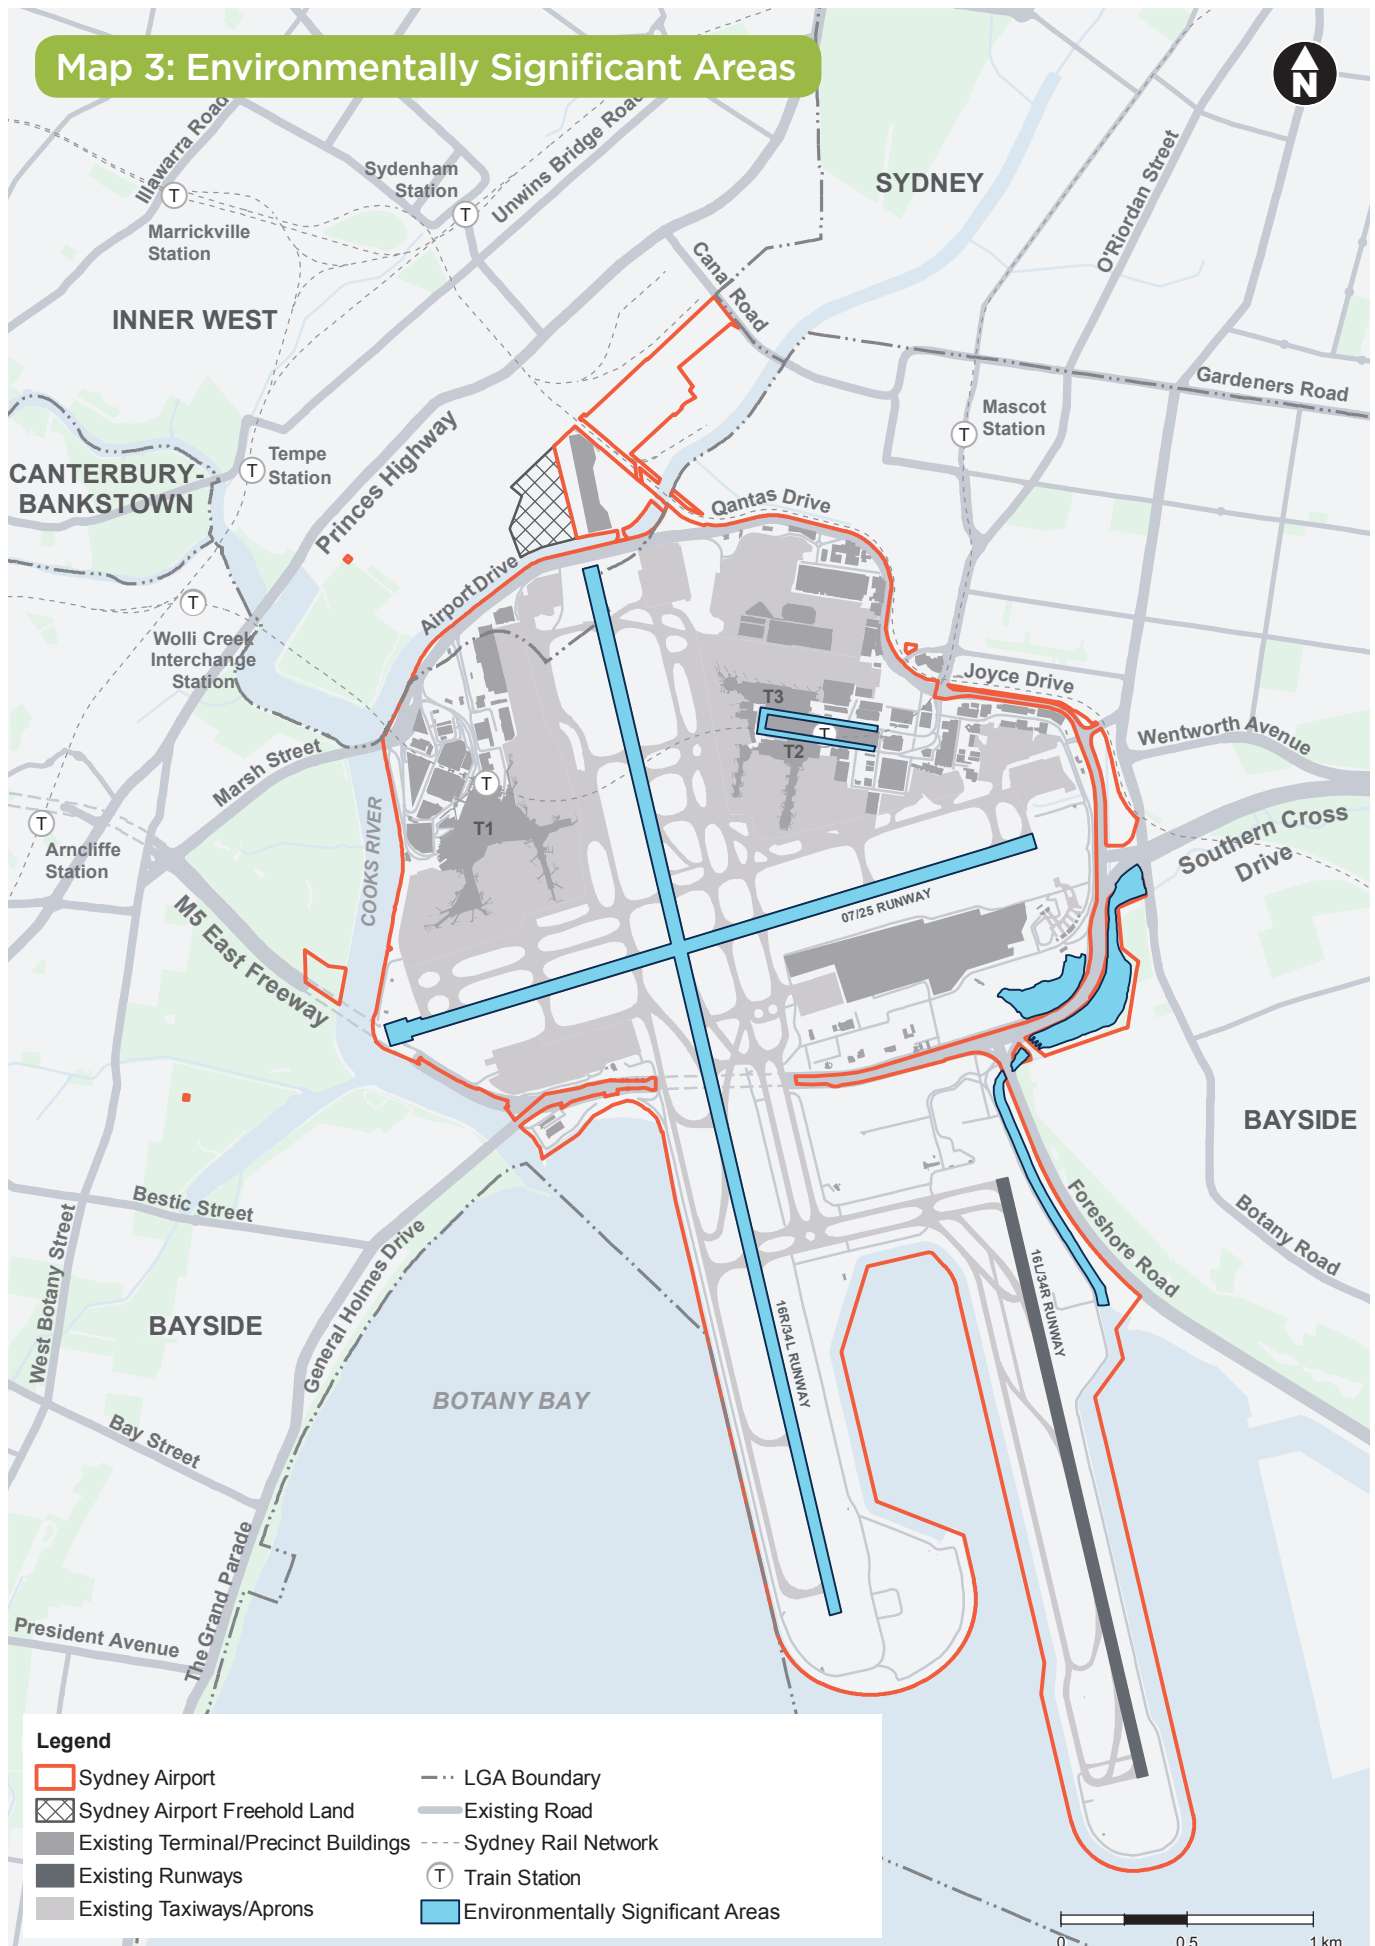 Map 3: Environmentally Significant Areas
N
Illawarra Road
Sydenham
Station
T
Unwins Bridge Road
SYDNEY
O'Riordan Street
T
Marrickville
Station
Canal Road
INNER WEST
Gardeners Road
Mascot
Station
T
Tempe
Station
T
CANTERBURY-
BANKSTOWN
Princes Highway
Qantas Drive
Airport Drive
T
Wolli Creek
Interchange
Station
Joyce Drive
T3
T
T2
Wentworth Avenue
Marsh Street
T
T1
COOKS RIVER
T
Arncliffe
Station
Southern Cross
Drive
07/25 RUNWAY
M5 East Freeway
BAYSIDE
Bestic Street
Foreshore Road
Botany Road
West Botany Street
General Holmes Drive
16L/34R RUNWAY
16R/34L RUNWAY
BAYSIDE
BOTANY BAY
Bay Street
The Grand Parade
President Avenue
Legend
Sydney Airport
Sydney Airport Freehold Land
Existing Terminal/Precinct Buildings
Existing Runways
Existing Taxiways/Aprons
LGA Boundary
Existing Road
Sydney Rail Network
T Train Station
Environmentally Significant Areas
0 0.5 1 km